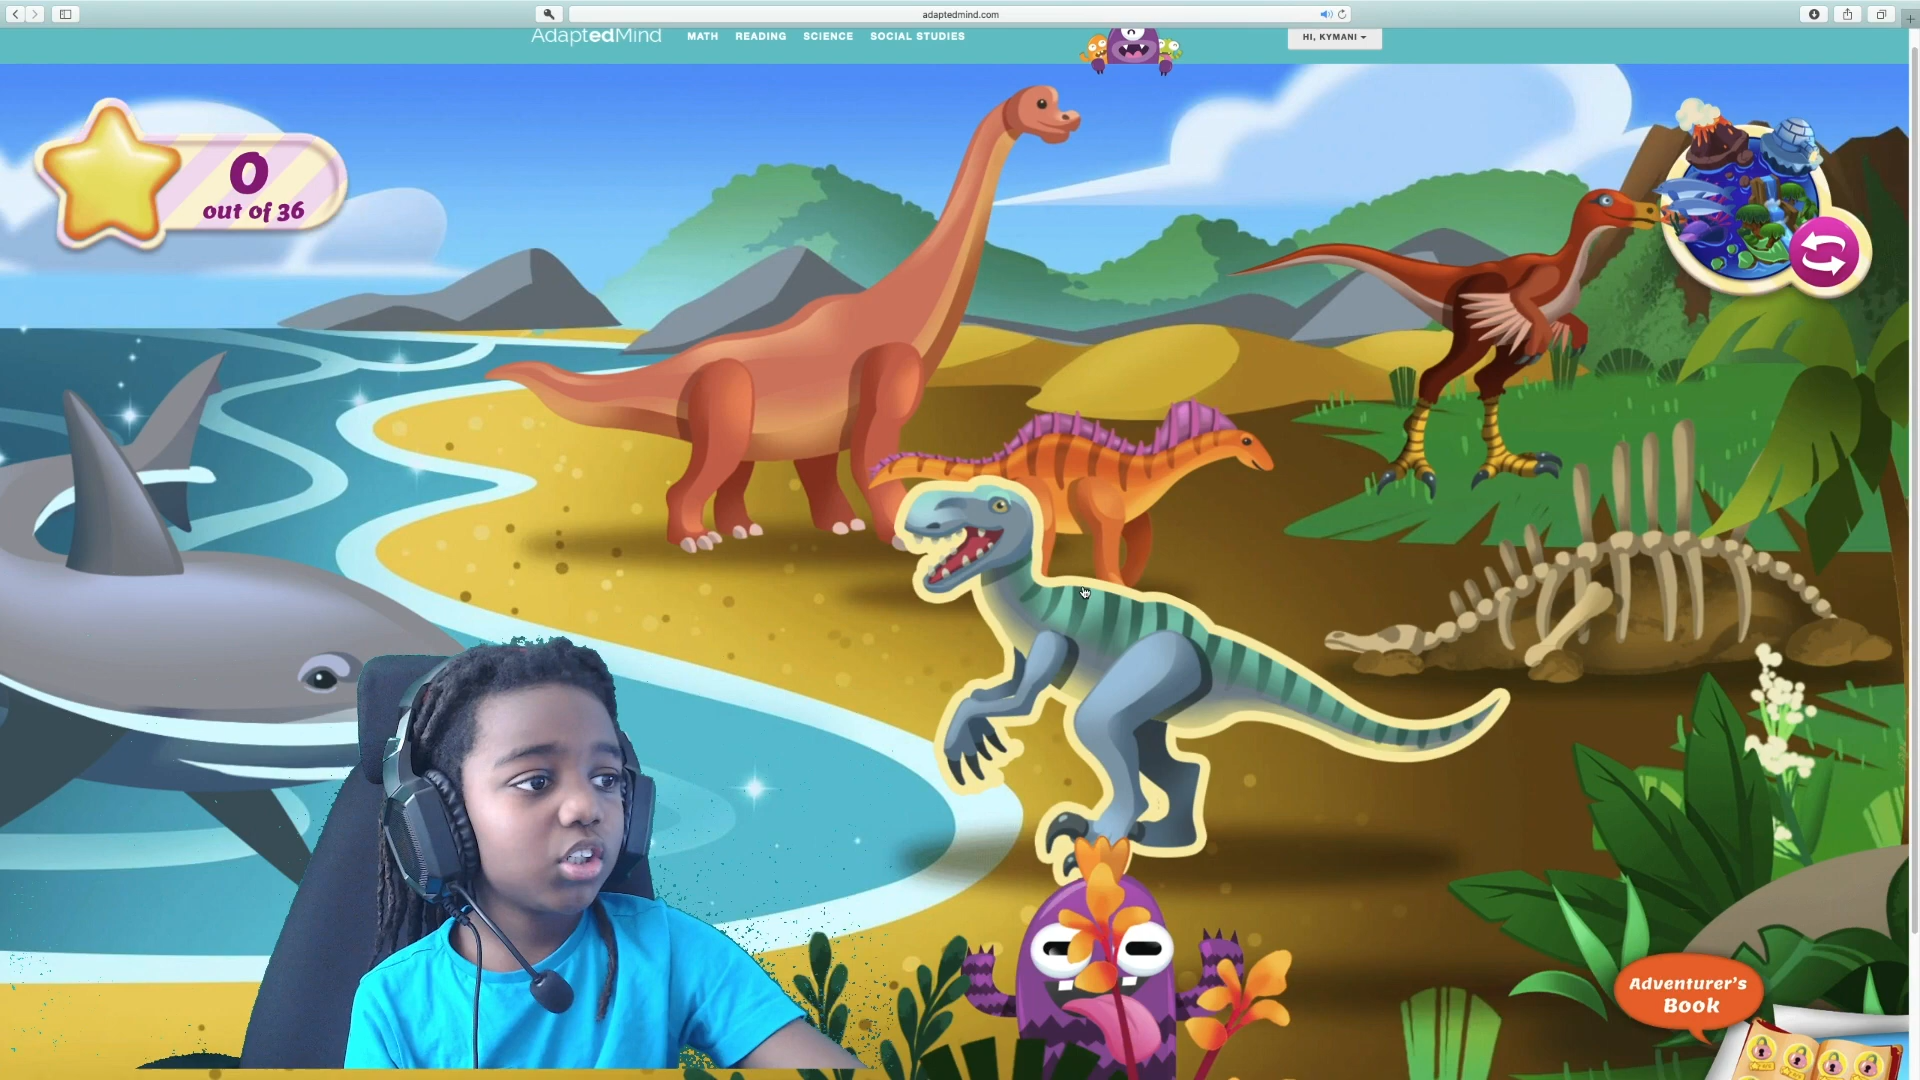 adaptedmind.com
AdaptedMind MATH READING SCIENCE SOCIAL STUDIES HI, KYMANI
0
out of 36
Adventurer's
Book